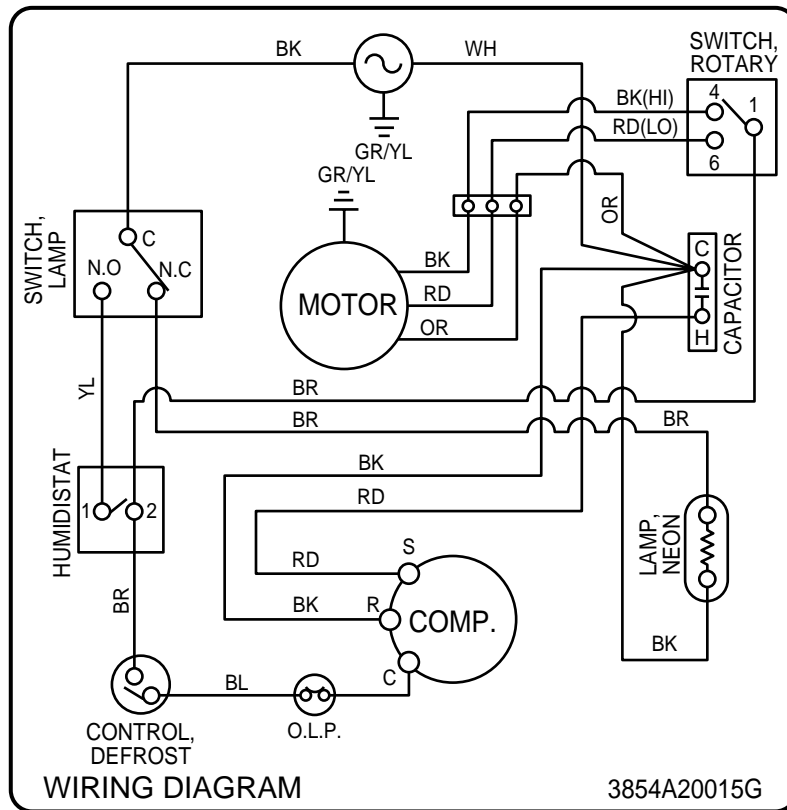 BK
WH
SWITCH,
ROTARY
BK(HI)
4
1
RD(LO)
6
GR/YL
GR/YL
SWITCH,
LAMP
C
N.O
N.C
OR
BK
RD
OR
MOTOR
C
H
CAPACITOR
YL
BR
BR
BR
HUMIDISTAT
1
2
BK
RD
LAMP,
NEON
RD
S
BK
R
COMP.
C
BR
BK
BL
O.L.P.
CONTROL,
DEFROST
WIRING DIAGRAM
3854A20015G